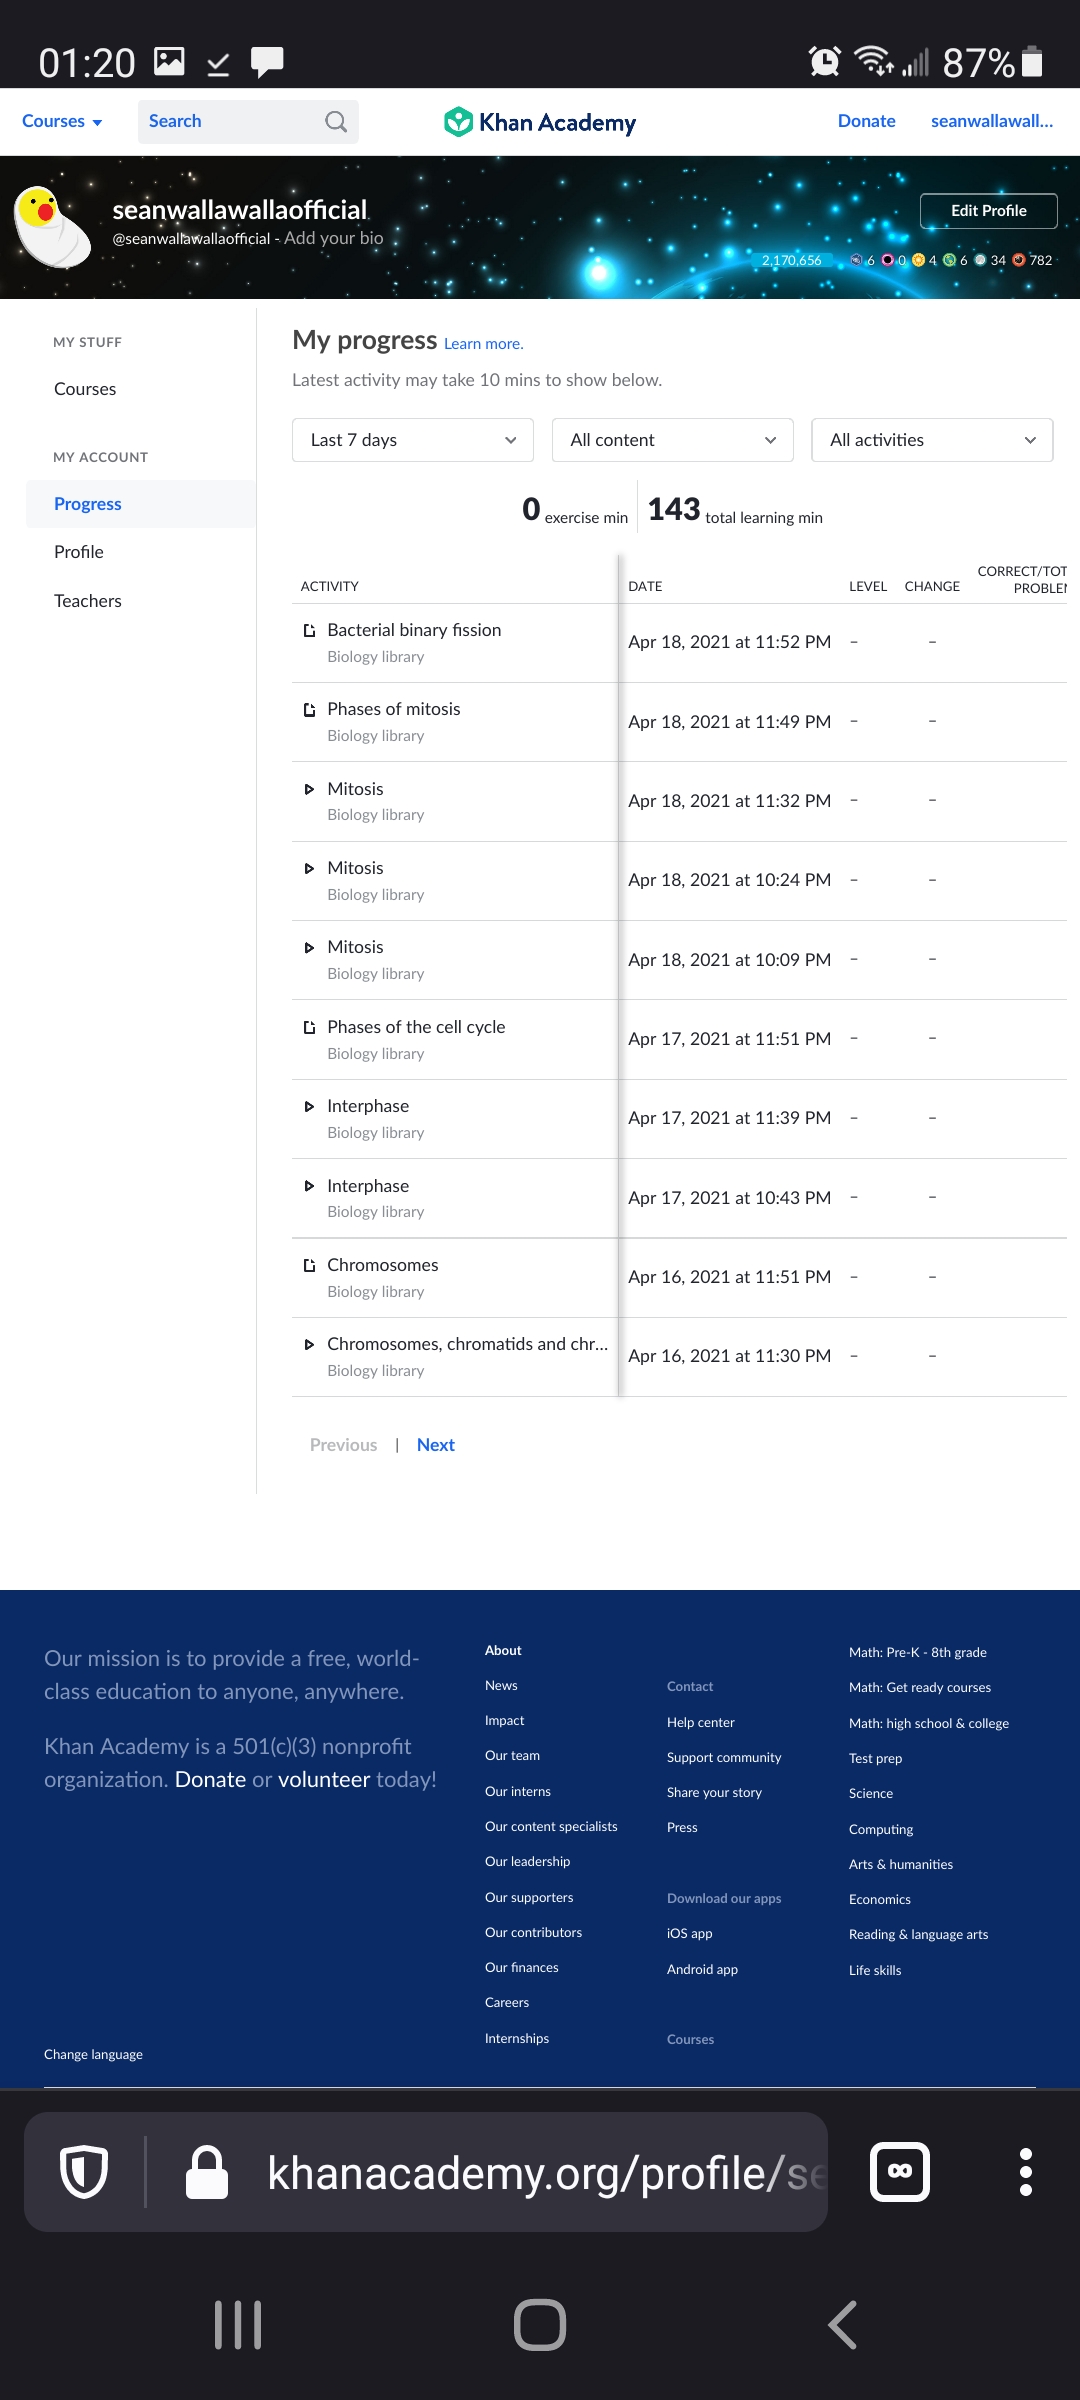 01:20
87%
Courses
Search
Khan Academy
Donate
seanwallawall...
seanwallawallaofficial
@seanwallawallaofficial - Add your bio
Edit Profile
2,170,656 6 0 4 6 34 782
MY STUFF
Courses
MY ACCOUNT
Progress
Profile
Teachers
My progress Learn more.
Latest activity may take 10 mins to show below.
Last 7 days
All content
All activities
0 exercise min
143 total learning min
ACTIVITY DATE LEVEL CHANGE CORRECT/TOT
PROBLEM
Bacterial binary fission
Biology library
Apr 18, 2021 at 11:52 PM – –
Phases of mitosis
Biology library
Apr 18, 2021 at 11:49 PM – –
Mitosis
Biology library
Apr 18, 2021 at 11:32 PM – –
Mitosis
Biology library
Apr 18, 2021 at 10:24 PM – –
Mitosis
Biology library
Apr 18, 2021 at 10:09 PM – –
Phases of the cell cycle
Biology library
Apr 17, 2021 at 11:51 PM – –
Interphase
Biology library
Apr 17, 2021 at 11:39 PM – –
Interphase
Biology library
Apr 17, 2021 at 10:43 PM – –
Chromosomes
Biology library
Apr 16, 2021 at 11:51 PM – –
Chromosomes, chromatids and chr...
Biology library
Apr 16, 2021 at 11:30 PM – –
Previous | Next
Our mission is to provide a free, world-
class education to anyone, anywhere.
Khan Academy is a 501(c)(3) nonprofit
organization. Donate or volunteer today!
Change language
About
News
Impact
Our team
Our interns
Our content specialists
Our leadership
Our supporters
Our contributors
Our finances
Careers
Internships
Contact
Help center
Support community
Share your story
Press
Download our apps
iOS app
Android app
Courses
Math: Pre-K - 8th grade
Math: Get ready courses
Math: high school & college
Test prep
Science
Computing
Arts & humanities
Economics
Reading & language arts
Life skills
khanacademy.org/profile/se
∞